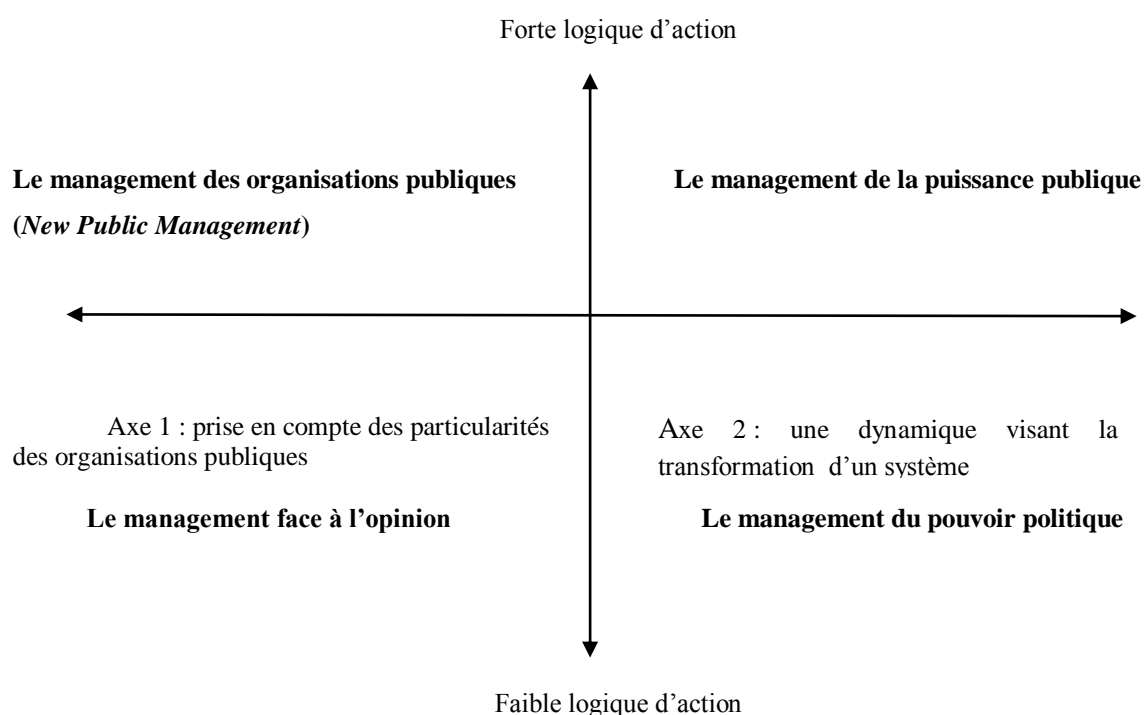 Forte logique d’action
Le management des organisations publiques
(New Public Management)
Le management de la puissance publique
Axe 1 : prise en compte des particularités
des organisations publiques
Axe 2 : une dynamique visant la
transformation d’un système
Le management face à l’opinion
Le management du pouvoir politique
Faible logique d’action